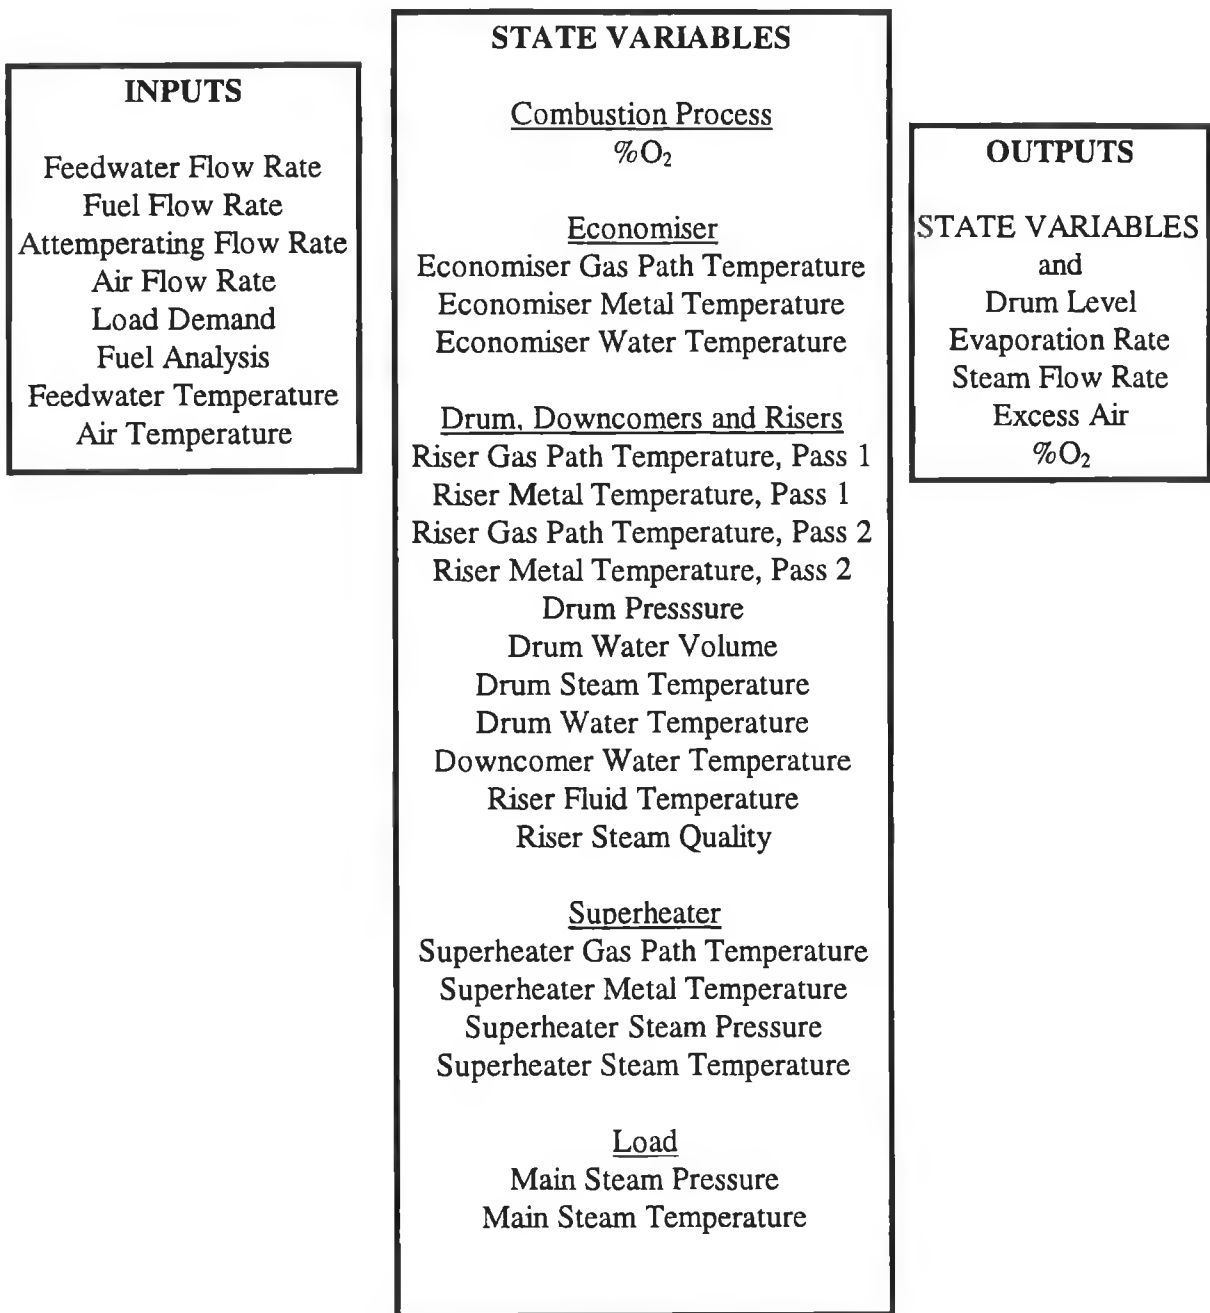 INPUTS
Feedwater Flow Rate
Fuel Flow Rate
Attemperating Flow Rate
Air Flow Rate
Load Demand
Fuel Analysis
Feedwater Temperature
Air Temperature
STATE VARIABLES
Combustion Process
%O₂
Economiser
Economiser Gas Path Temperature
Economiser Metal Temperature
Economiser Water Temperature
Drum, Downcomers and Risers
Riser Gas Path Temperature, Pass 1
Riser Metal Temperature, Pass 1
Riser Gas Path Temperature, Pass 2
Riser Metal Temperature, Pass 2
Drum Presssure
Drum Water Volume
Drum Steam Temperature
Drum Water Temperature
Downcomer Water Temperature
Riser Fluid Temperature
Riser Steam Quality
Superheater
Superheater Gas Path Temperature
Superheater Metal Temperature
Superheater Steam Pressure
Superheater Steam Temperature
Load
Main Steam Pressure
Main Steam Temperature
OUTPUTS
STATE VARIABLES
and
Drum Level
Evaporation Rate
Steam Flow Rate
Excess Air
%O₂